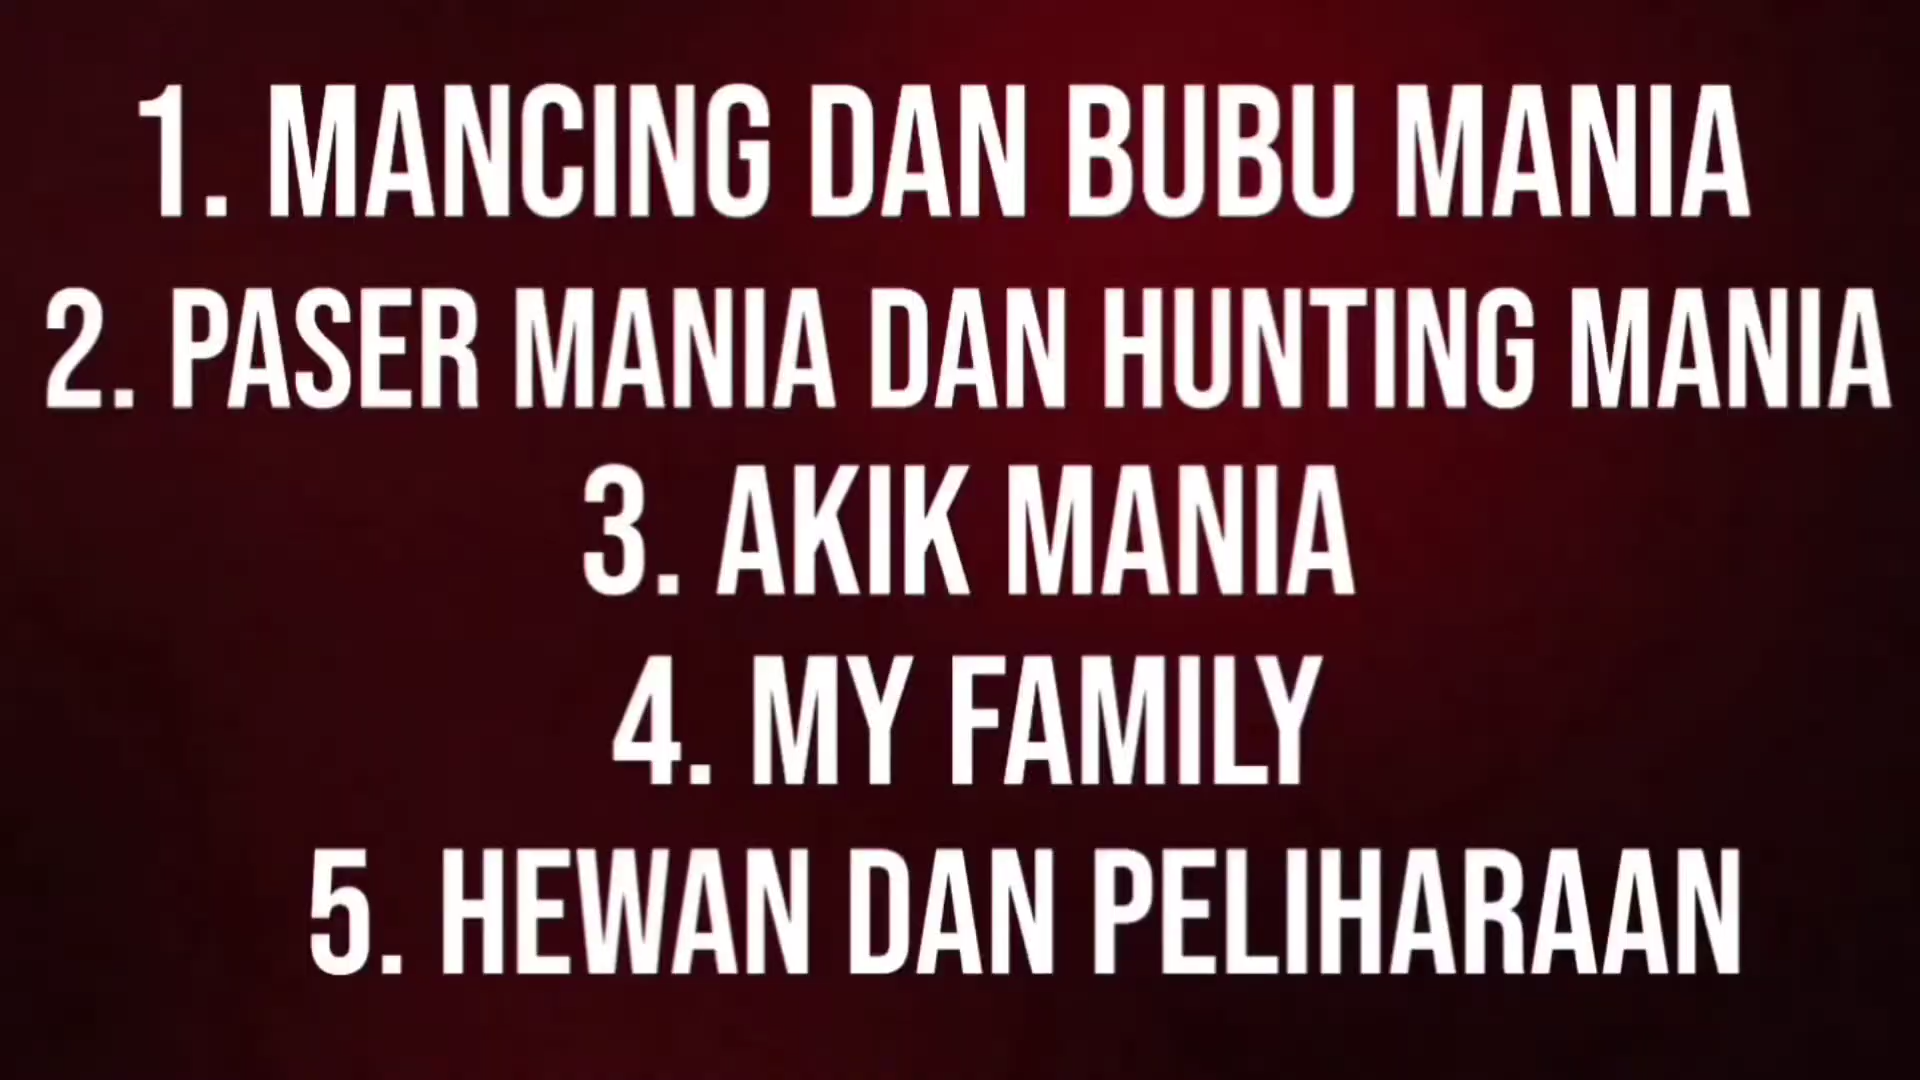 1. MANCING DAN BUBU MANIA
2. PASER MANIA DAN HUNTING MANIA
3. AKIK MANIA
4. MY FAMILY
5. HEWAN DAN PELIHARAAN